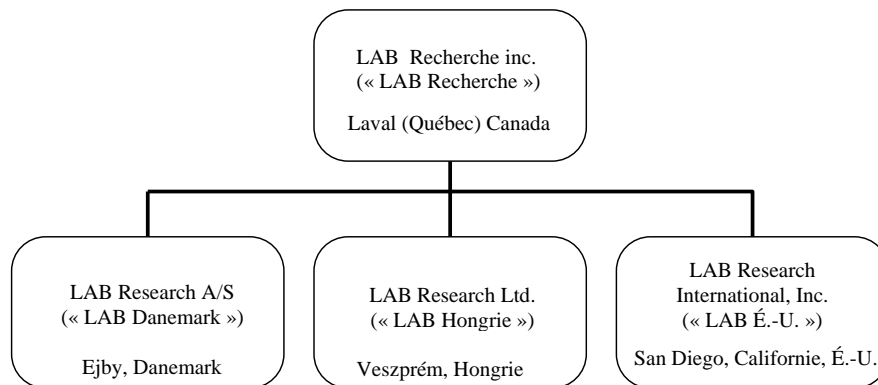 LAB Recherche inc.
(« LAB Recherche »)
Laval (Québec) Canada
LAB Research A/S
(« LAB Danemark »)
Ejby, Danemark
LAB Research Ltd.
(« LAB Hongrie »)
Veszprém, Hongrie
LAB Research
International, Inc.
(« LAB É.-U. »)
San Diego, Californie, É.-U.